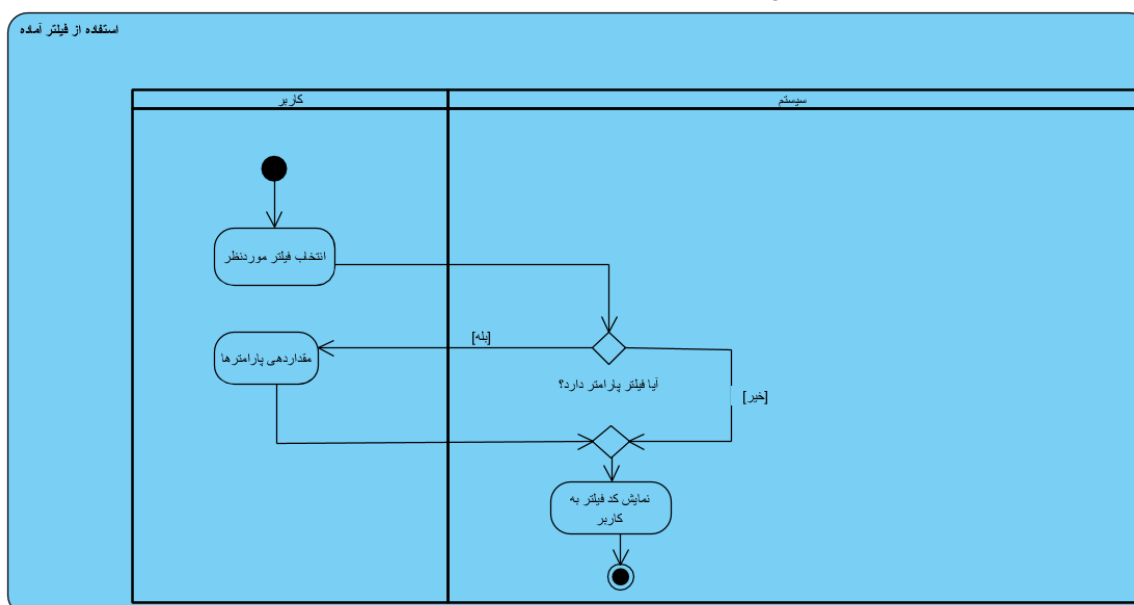 استفاده از فیلتر آماده
کاربر
سیستم
انتخاب فیلتر موردنظر
[بله]
مقداردهی پارامترها
آیا فیلتر پارامتر دارد؟
[خیر]
نمایش کد فیلتر به
کاربر